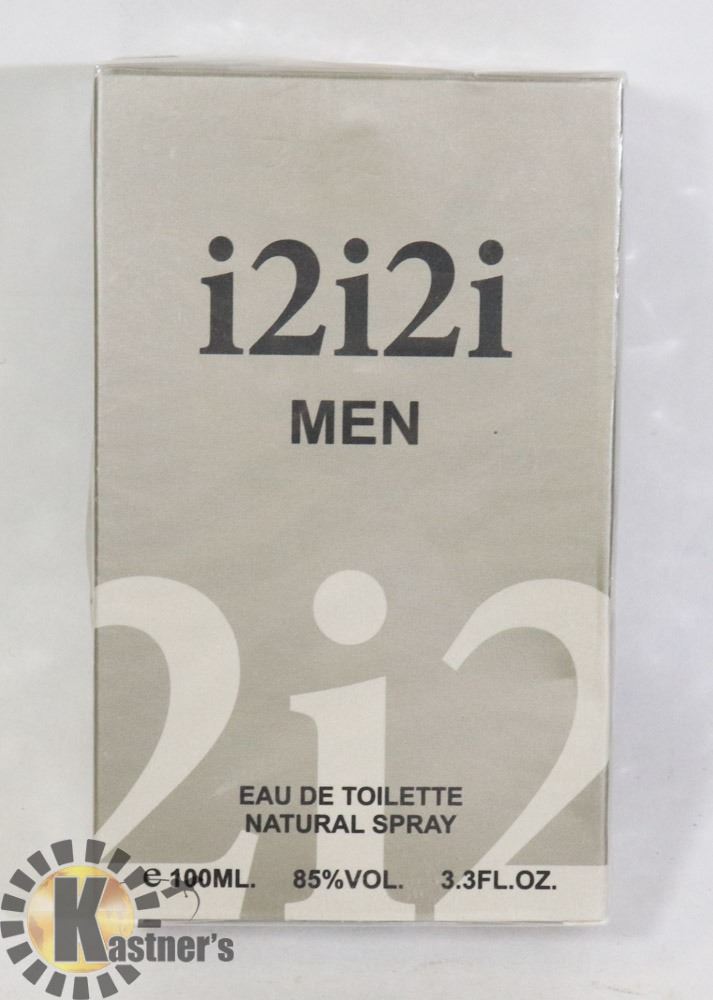 i2i2i
MEN
2i2
EAU DE TOILETTE
NATURAL SPRAY
℮ 100ML. 85%VOL. 3.3FL.OZ.
Kastner's